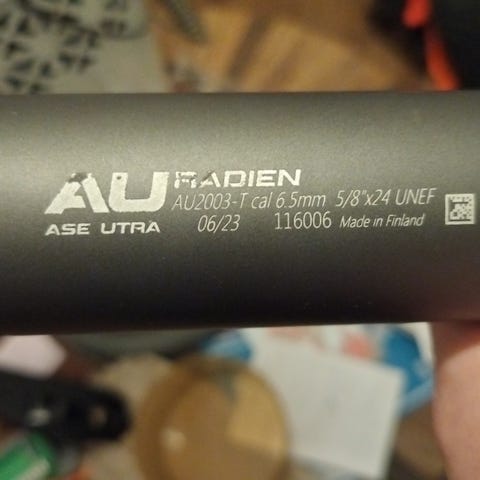 AU RADIEN
AU2003-T cal 6.5mm 5/8"x24 UNEF
ASE UTRA 06/23 116006 Made in Finland